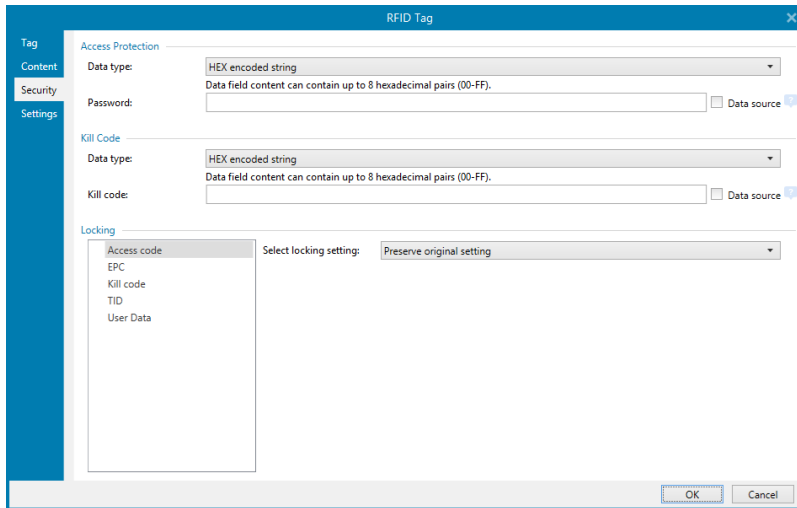 RFID Tag
Tag
Content
Security
Settings
Access Protection
Data type: HEX encoded string
Data field content can contain up to 8 hexadecimal pairs (00-FF).
Password: Data source ?
Kill Code
Data type: HEX encoded string
Data field content can contain up to 8 hexadecimal pairs (00-FF).
Kill code: Data source ?
Locking
Access code
EPC
Kill code
TID
User Data
Select locking setting: Preserve original setting
OK Cancel